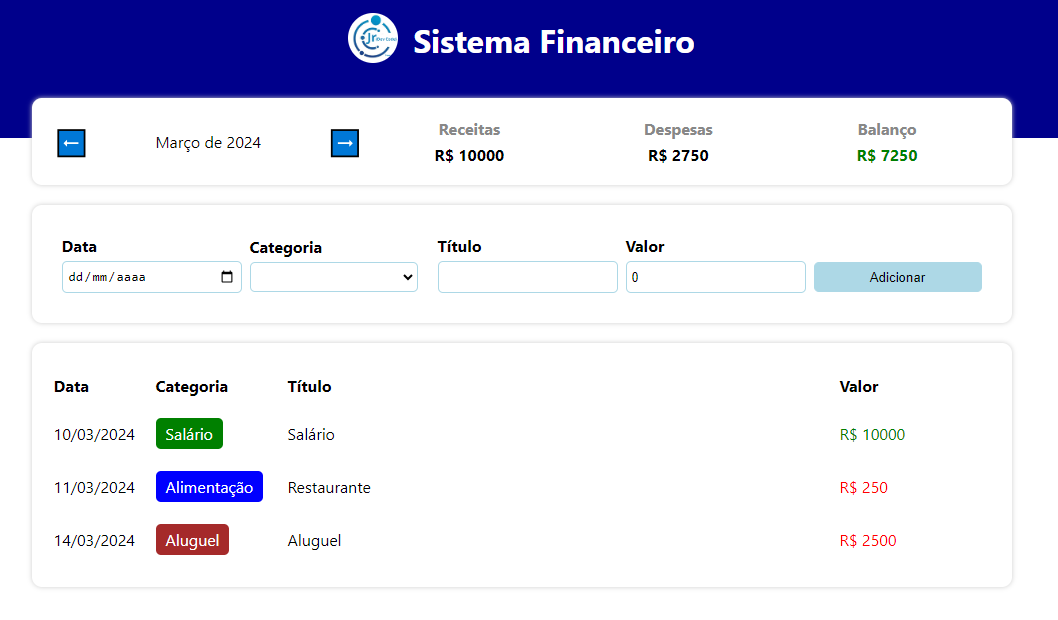 Sistema Financeiro
← Março de 2024 →
Receitas Despesas Balanço
R$ 10000 R$ 2750 R$ 7250
Data Categoria Título Valor
dd/mm/aaaa 0 Adicionar
Data Categoria Título Valor
10/03/2024 Salário Salário R$ 10000
11/03/2024 Alimentação Restaurante R$ 250
14/03/2024 Aluguel Aluguel R$ 2500